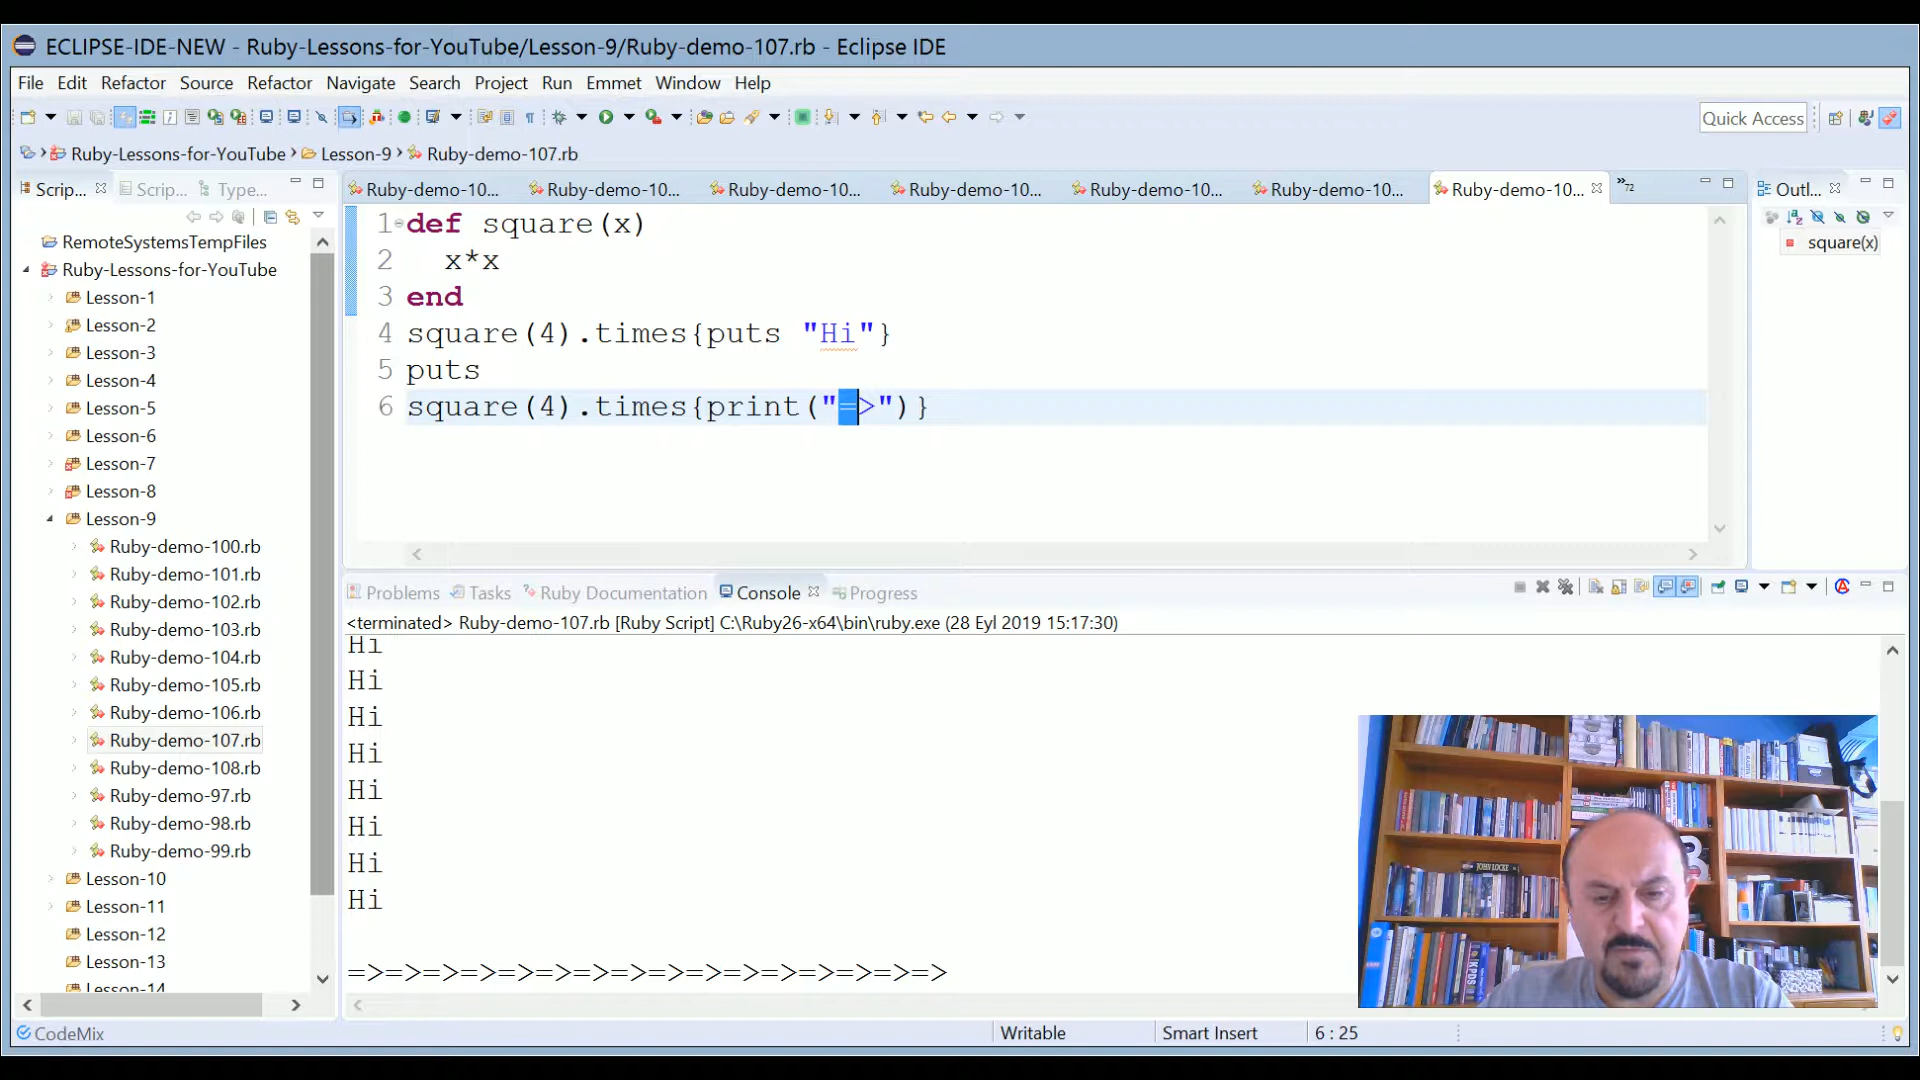 ECLIPSE-IDE-NEW - Ruby-Lessons-for-YouTube/Lesson-9/Ruby-demo-107.rb - Eclipse IDE
File Edit Refactor Source Refactor Navigate Search Project Run Emmet Window Help
Quick Access
Ruby-Lessons-for-YouTube Lesson-9 Ruby-demo-107.rb
Scrip... Scrip... Type...
Ruby-demo-10... Ruby-demo-10... Ruby-demo-10... Ruby-demo-10... Ruby-demo-10... Ruby-demo-10... Ruby-demo-10... »72
Outl...
square(x)
RemoteSystemsTempFiles
Ruby-Lessons-for-YouTube
Lesson-1
Lesson-2
Lesson-3
Lesson-4
Lesson-5
Lesson-6
Lesson-7
Lesson-8
Lesson-9
Ruby-demo-100.rb
Ruby-demo-101.rb
Ruby-demo-102.rb
Ruby-demo-103.rb
Ruby-demo-104.rb
Ruby-demo-105.rb
Ruby-demo-106.rb
Ruby-demo-107.rb
Ruby-demo-108.rb
Ruby-demo-97.rb
Ruby-demo-98.rb
Ruby-demo-99.rb
Lesson-10
Lesson-11
Lesson-12
Lesson-13
Lesson-14
1 def square(x)
2 x*x
3 end
4 square(4).times{puts "Hi"}
5 puts
6 square(4).times{print("=>")}
Problems Tasks Ruby Documentation Console Progress
<terminated> Ruby-demo-107.rb [Ruby Script] C:\Ruby26-x64\bin\ruby.exe (28 Eyl 2019 15:17:30)
Hi
Hi
Hi
Hi
Hi
Hi
Hi
Hi
=>=>=>=>=>=>=>=>=>=>=>=>=>=>=>=>
JOHN LOCKE
KPDS
CodeMix
Writable
Smart Insert
6 : 25